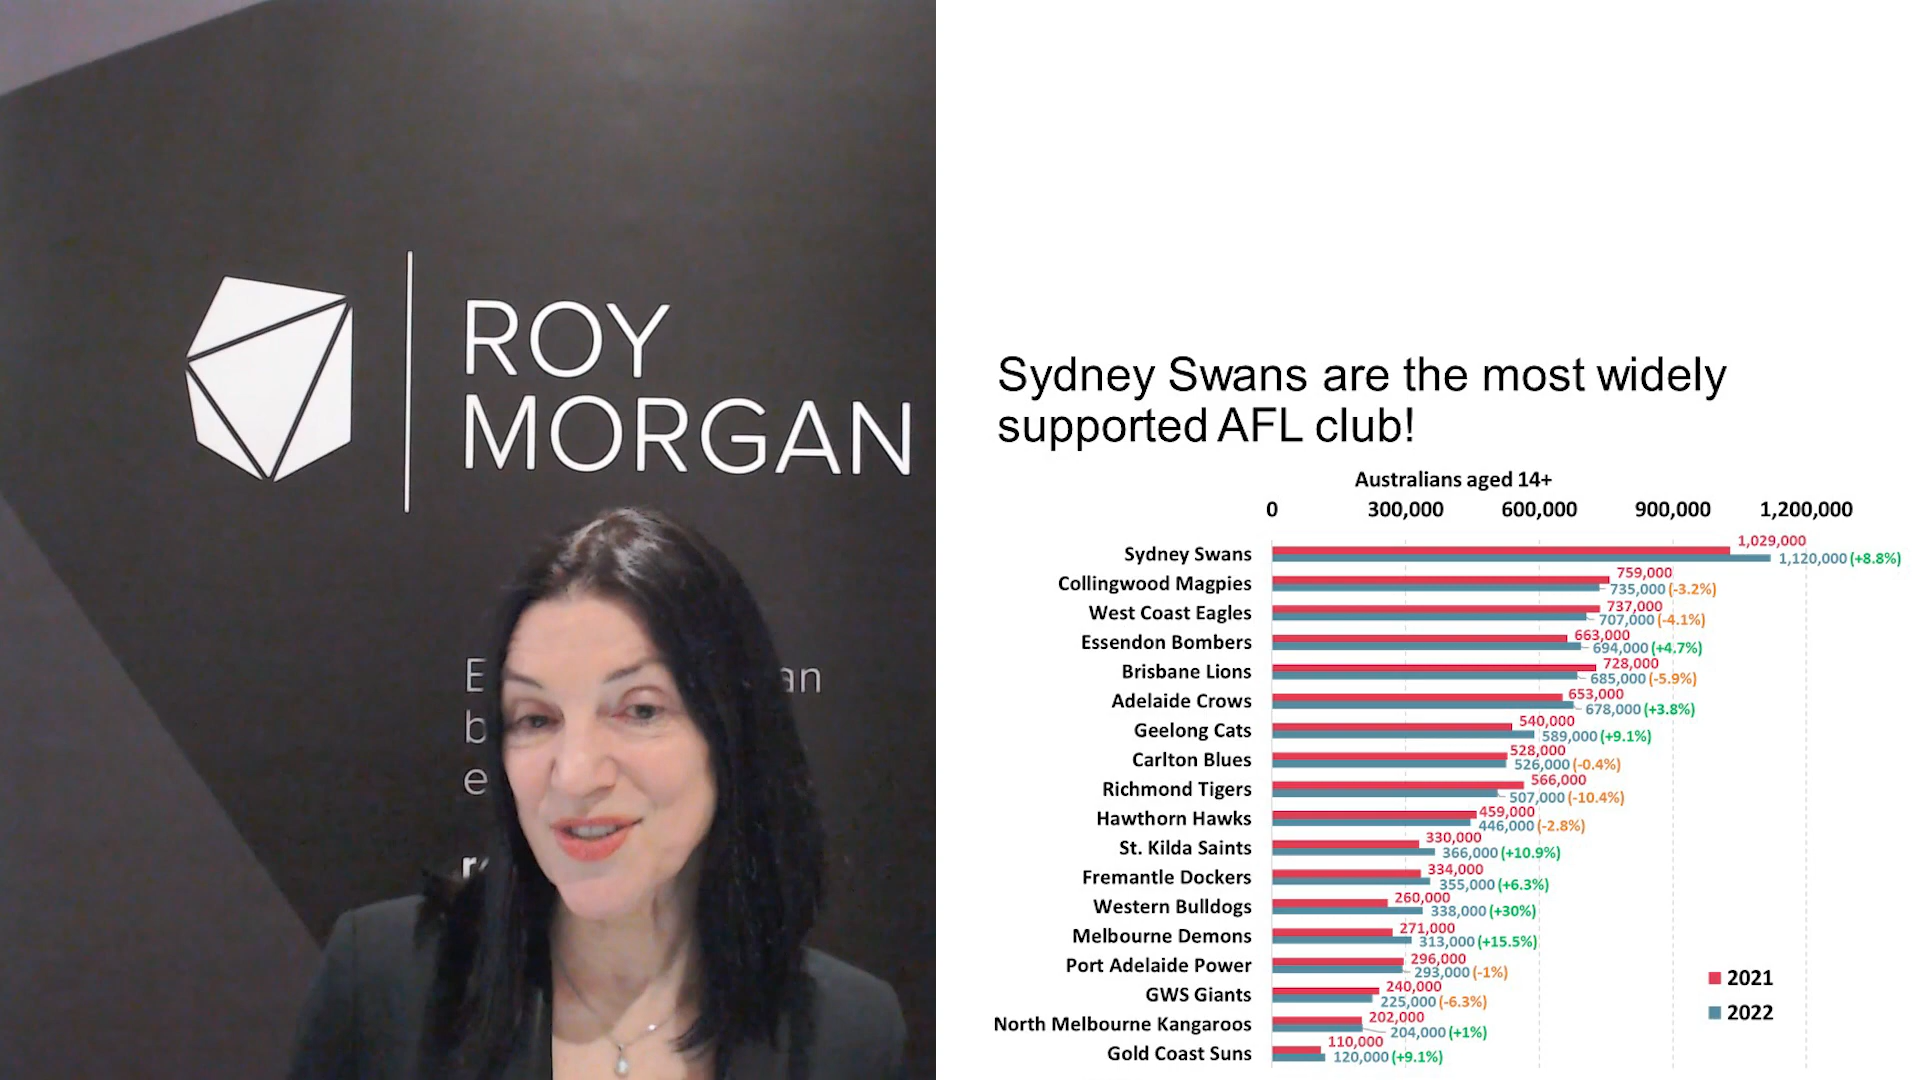 ROY
MORGAN
E an
b
e
r
Sydney Swans are the most widely
supported AFL club!
Australians aged 14+
0 300,000 600,000 900,000 1,200,000
Sydney Swans 1,029,000 1,120,000 (+8.8%)
Collingwood Magpies 759,000 735,000 (-3.2%)
West Coast Eagles 737,000 707,000 (-4.1%)
Essendon Bombers 663,000 694,000 (+4.7%)
Brisbane Lions 728,000 685,000 (-5.9%)
Adelaide Crows 653,000 678,000 (+3.8%)
Geelong Cats 540,000 589,000 (+9.1%)
Carlton Blues 528,000 526,000 (-0.4%)
Richmond Tigers 566,000 507,000 (-10.4%)
Hawthorn Hawks 459,000 446,000 (-2.8%)
St. Kilda Saints 330,000 366,000 (+10.9%)
Fremantle Dockers 334,000 355,000 (+6.3%)
Western Bulldogs 260,000 338,000 (+30%)
Melbourne Demons 271,000 313,000 (+15.5%)
Port Adelaide Power 296,000 293,000 (-1%)
GWS Giants 240,000 225,000 (-6.3%)
North Melbourne Kangaroos 202,000 204,000 (+1%)
Gold Coast Suns 110,000 120,000 (+9.1%)
2021
2022